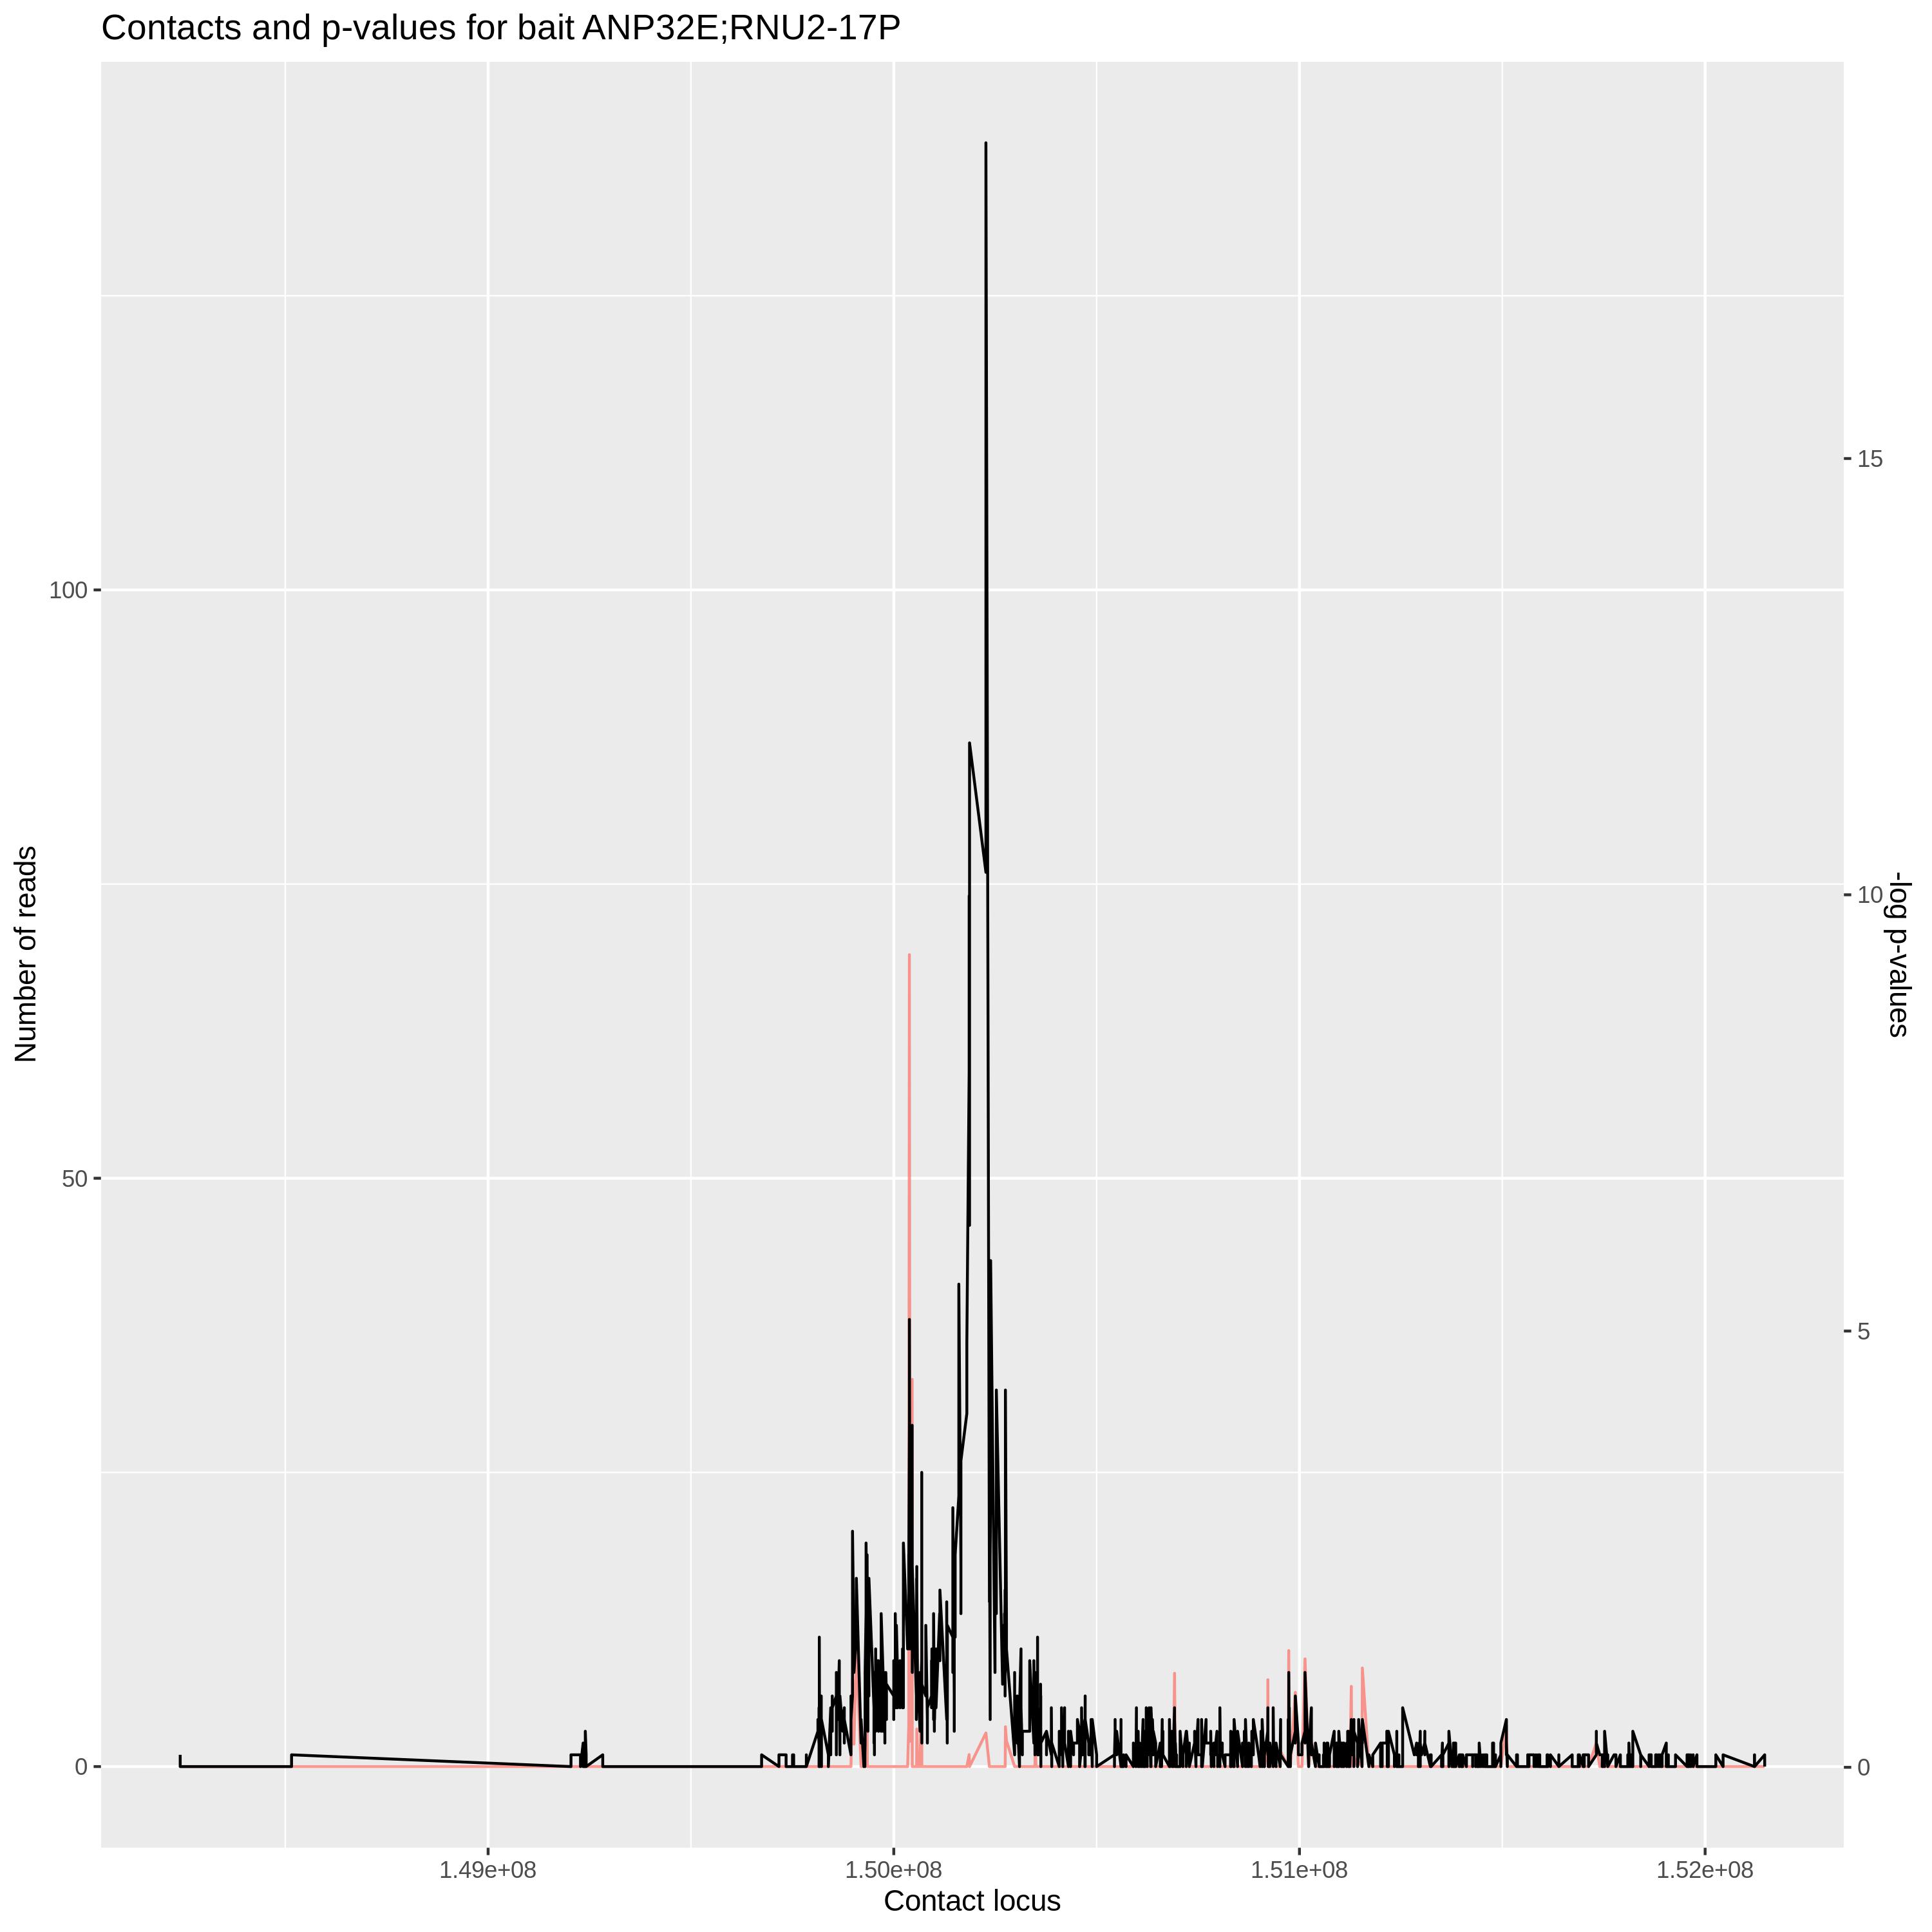 Contacts and p-values for bait ANP32E;RNU2-17P
100
50
0
Number of reads
15
10
5
0
-log p-values
1.49e+08 1.50e+08 1.51e+08 1.52e+08
Contact locus